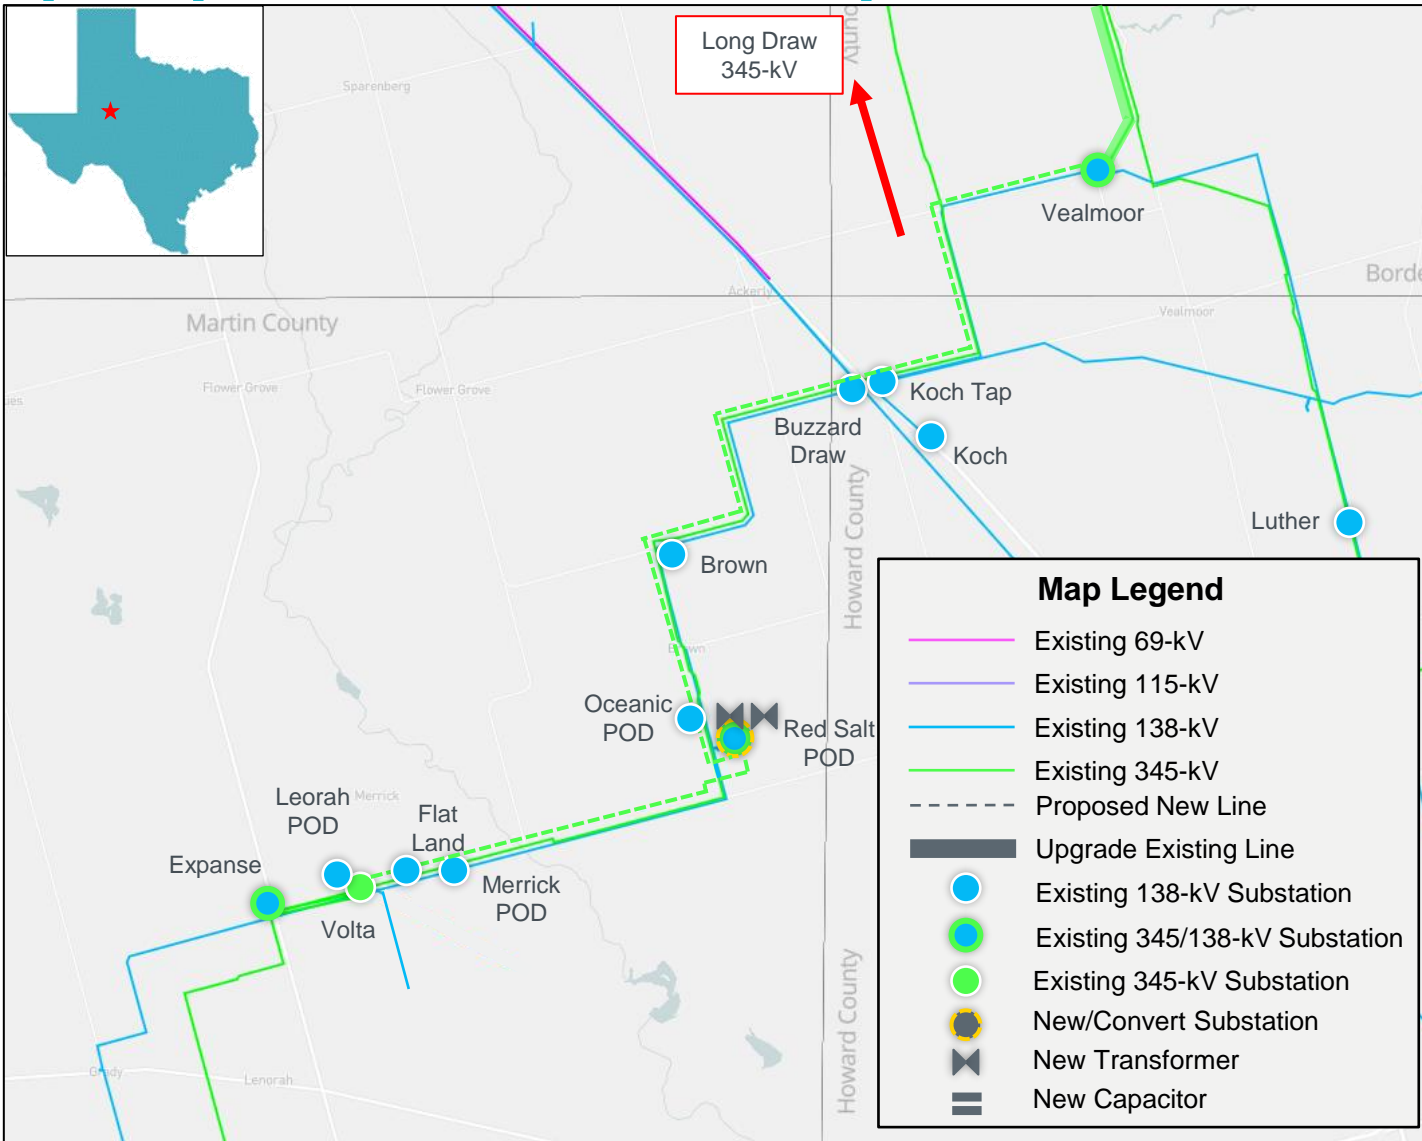 Long Draw
345-kV
ounty
Sparenberg
Vealmoor
Borde
Ackerly
Vealmoor
Martin County
Flower Grove
Flower Grove
ues
Koch Tap
Buzzard
Draw
Koch
Howard County
Luther
Brown
Brown
Oceanic
POD
Red Salt
POD
Leorah
POD
Merrick
Flat
Land
Expanse
Merrick
POD
Volta
Howard County
Grady
Lenorah
Map Legend
Existing 69-kV
Existing 115-kV
Existing 138-kV
Existing 345-kV
Proposed New Line
Upgrade Existing Line
Existing 138-kV Substation
Existing 345/138-kV Substation
Existing 345-kV Substation
New/Convert Substation
New Transformer
New Capacitor